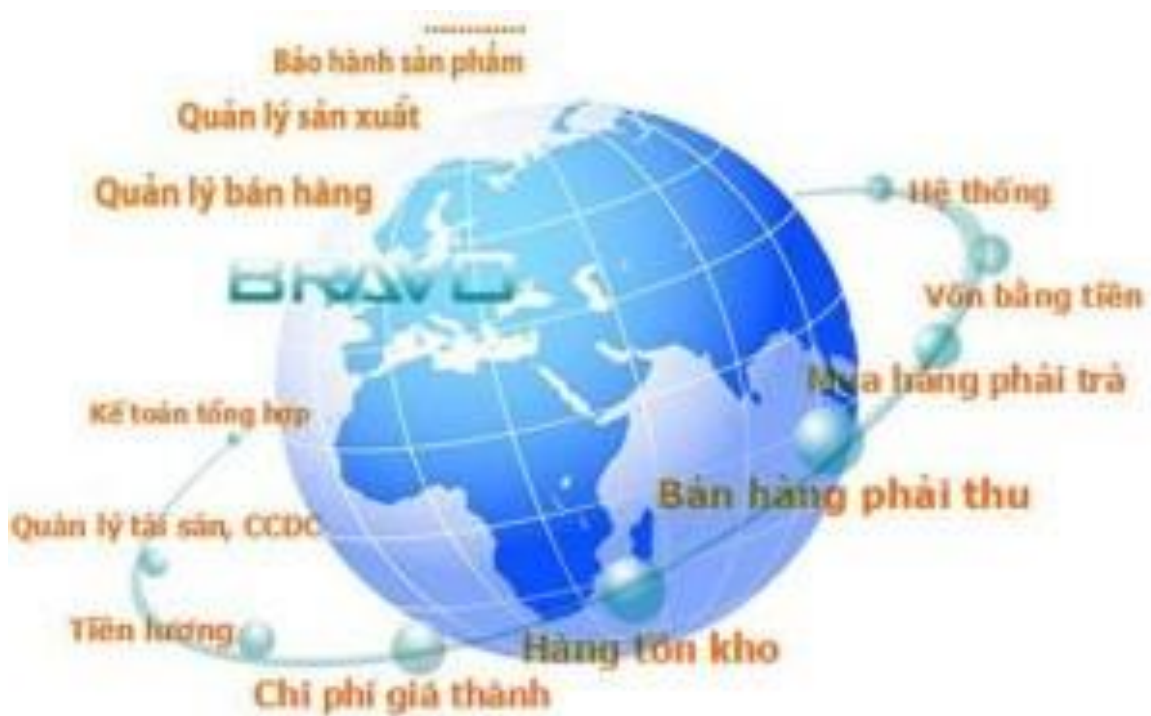 ............
Bảo hành sản phẩm
Quản lý sản xuất
Quản lý bán hàng
Hệ thống
BRAVO
Vốn bằng tiền
Mua hàng phải trả
Kế toán tổng hợp
Bán hàng phải thu
Quản lý tài sản, CCDC
Tiền lương
Hàng tồn kho
Chi phí giá thành